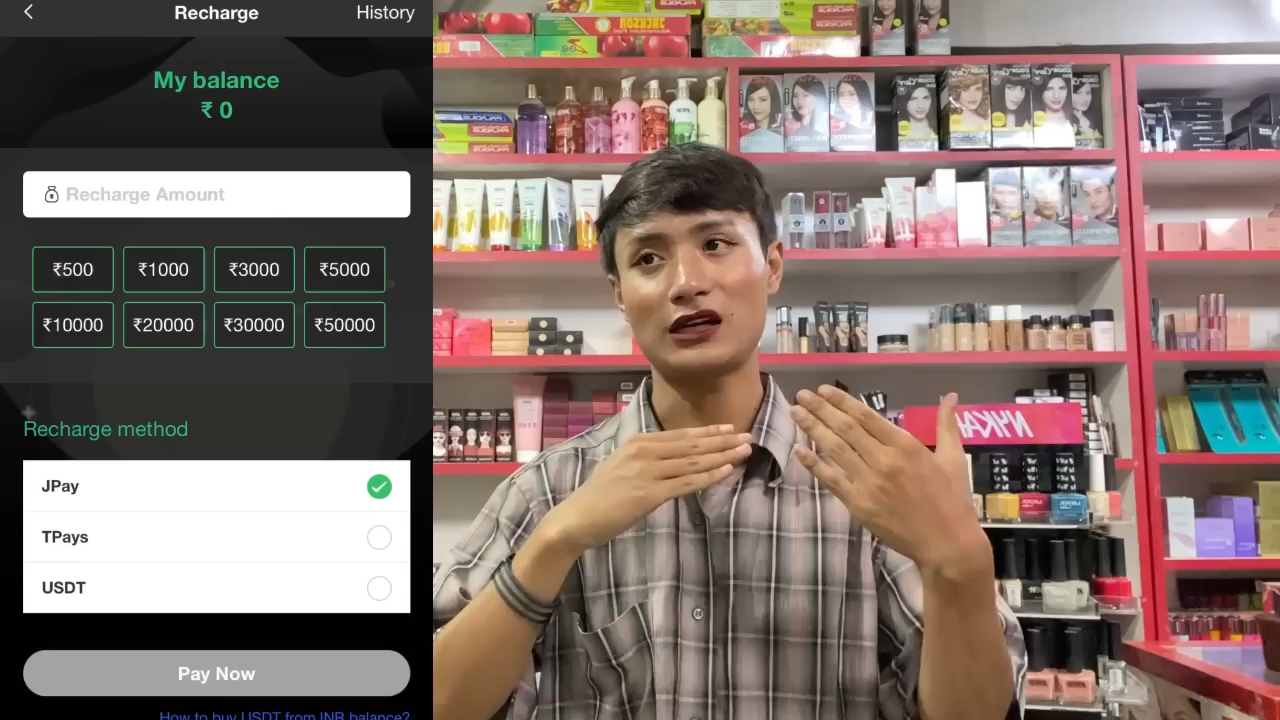 Recharge
History
My balance
₹ 0
Recharge Amount
₹500 ₹1000 ₹3000 ₹5000
₹10000 ₹20000 ₹30000 ₹50000
Recharge method
JPay
TPays
USDT
Pay Now
How to buy USDT from INR balance?
JACKSON
NYKAA